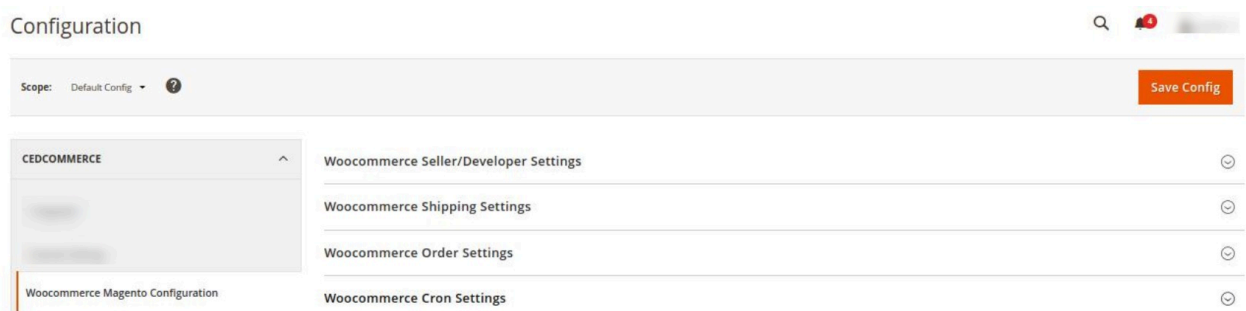 Configuration
4
Scope: Default Config ?
Save Config
CEDCOMMERCE
Woocommerce Seller/Developer Settings
Woocommerce Shipping Settings
Woocommerce Order Settings
Woocommerce Magento Configuration
Woocommerce Cron Settings